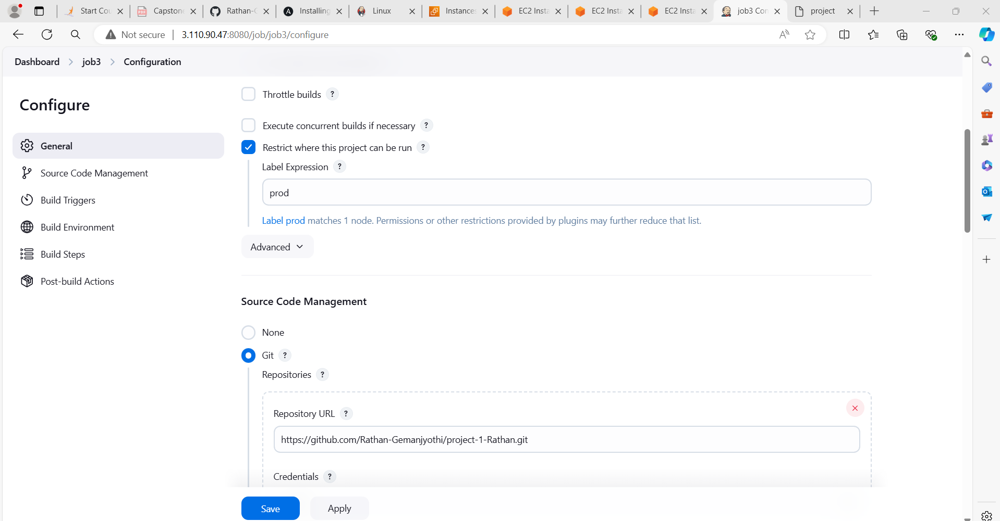 Start Cou
Capstone
Rathan-G
Installing
Linux
Instances
EC2 Insta
EC2 Insta
EC2 Insta
job3 Con
project
Not secure
3.110.90.47:8080/job/job3/configure
Dashboard > job3 > Configuration
Configure
General
Source Code Management
Build Triggers
Build Environment
Build Steps
Post-build Actions
Throttle builds ?
Execute concurrent builds if necessary ?
Restrict where this project can be run ?
Label Expression ?
prod
Label prod matches 1 node. Permissions or other restrictions provided by plugins may further reduce that list.
Advanced
Source Code Management
None
Git ?
Repositories ?
Repository URL ?
https://github.com/Rathan-Gemanjyothi/project-1-Rathan.git
Credentials ?
Save
Apply